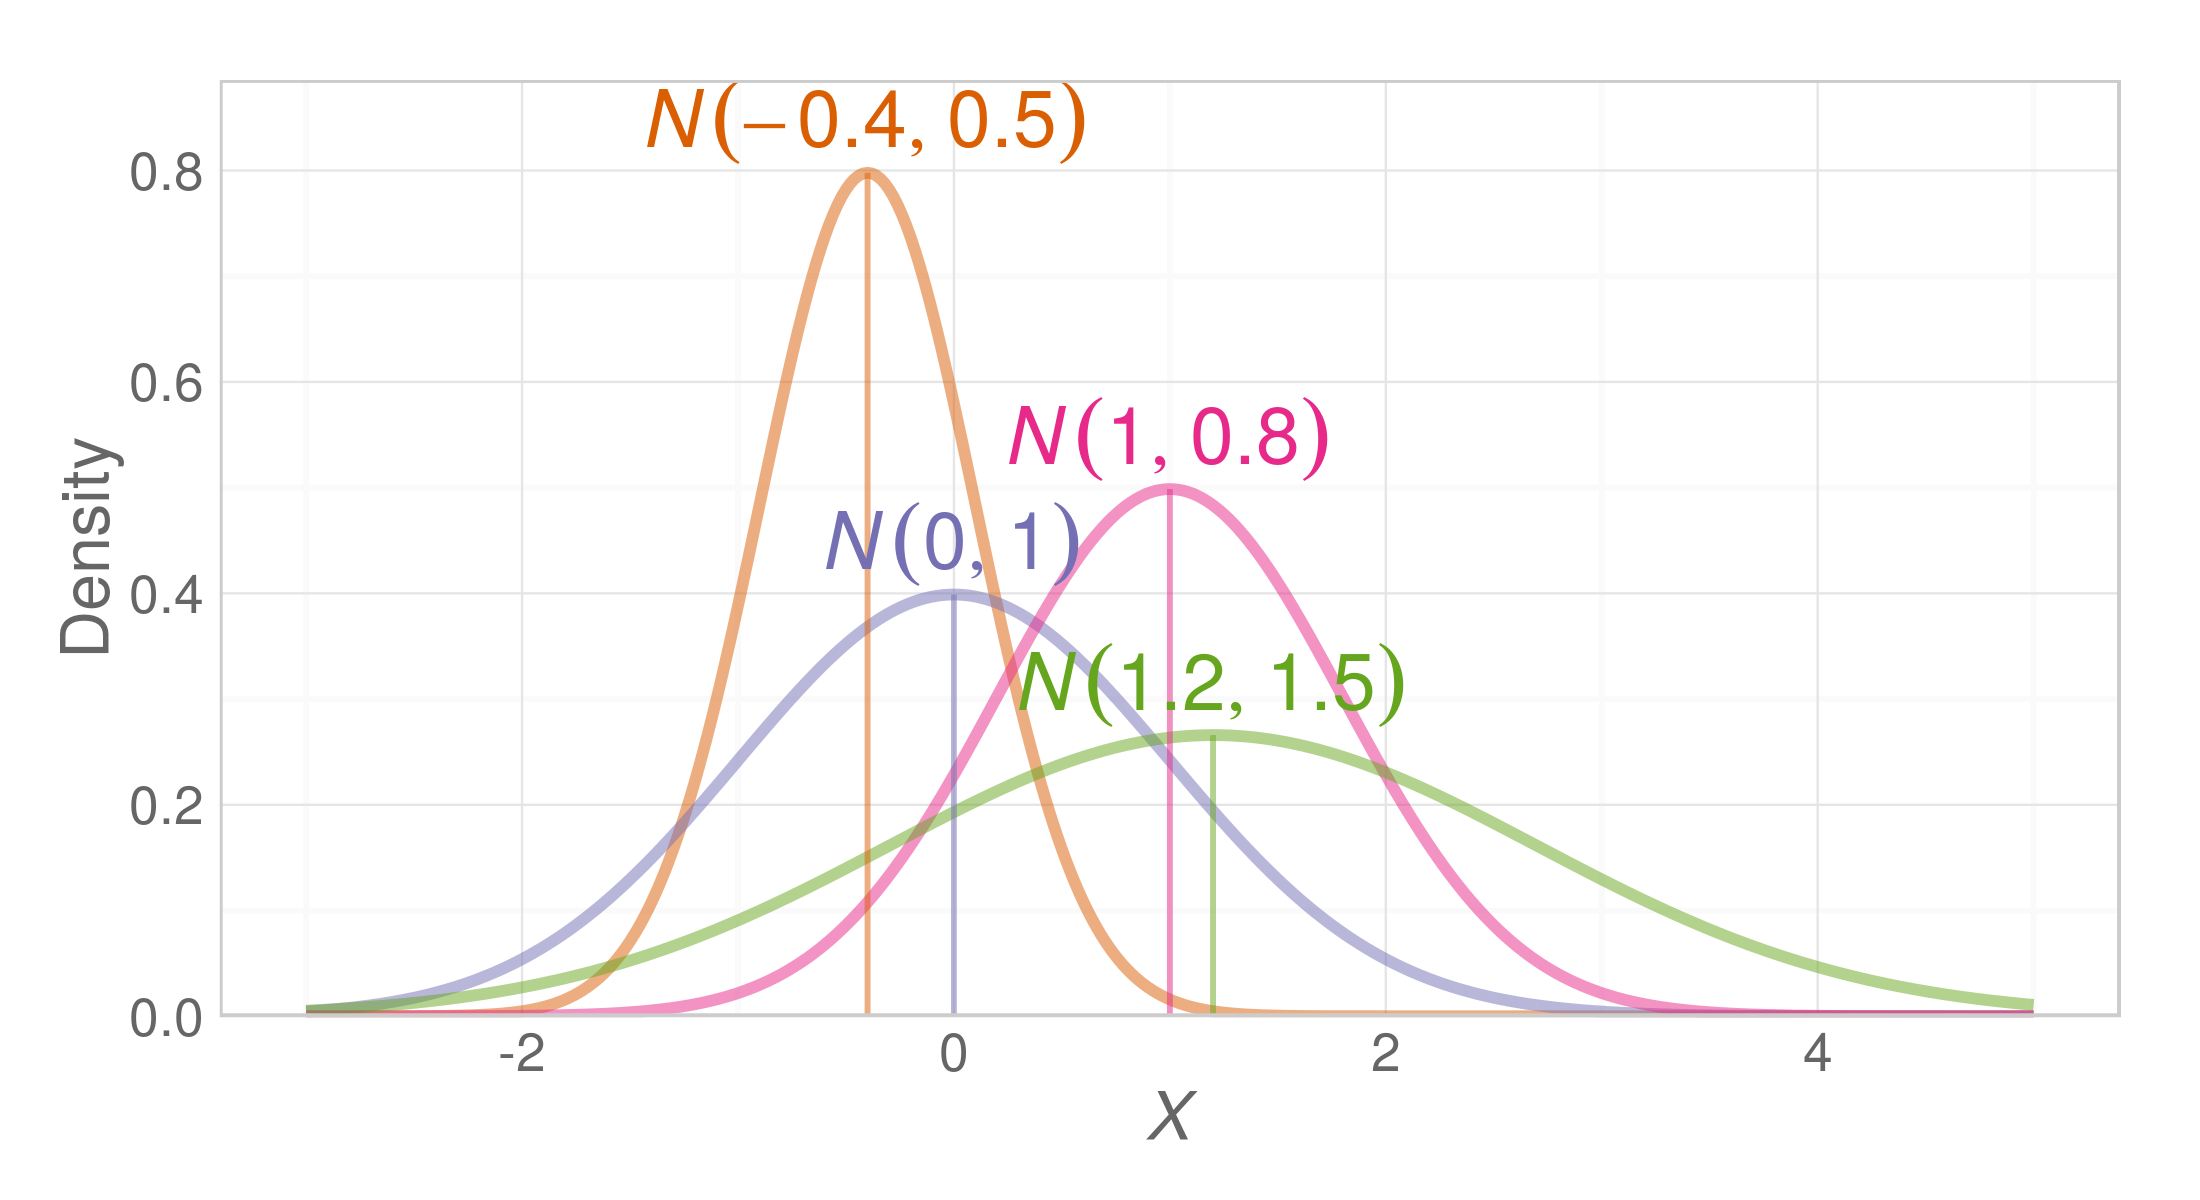 N(−0.4, 0.5)
N(1, 0.8)
N(0, 1)
N(1.2, 1.5)
Density
0.8
0.6
0.4
0.2
0.0
-2 0 2 4
X